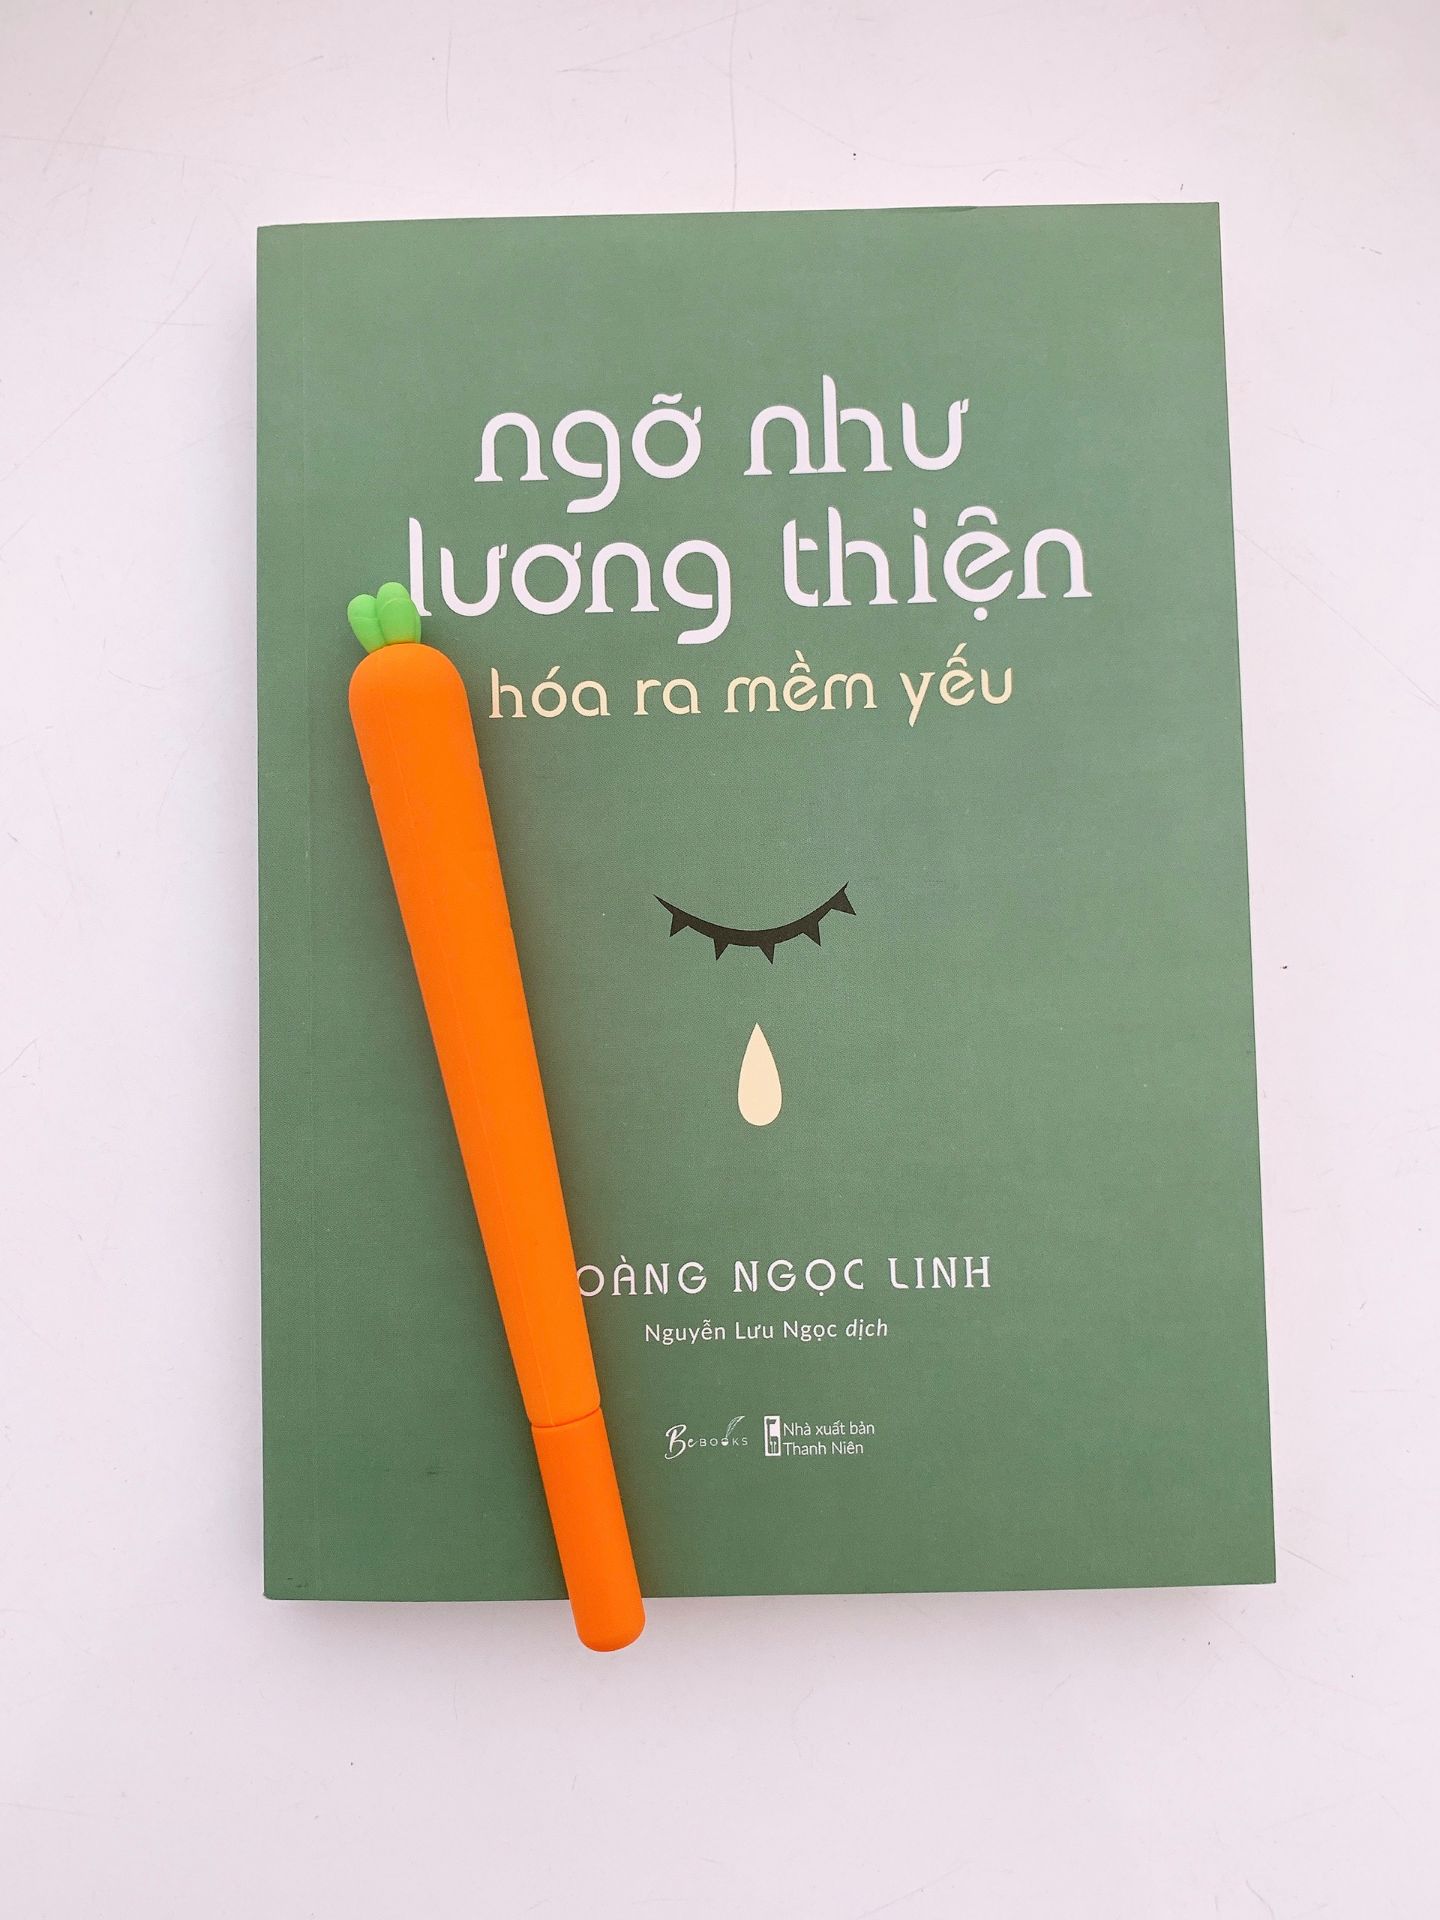 ngỡ như
lương thiện
hóa ra mềm yếu
NGỌC LINH
Nguyễn Lưu Ngọc dịch
BeBOOKS
Nhà xuất bản
Thanh Niên